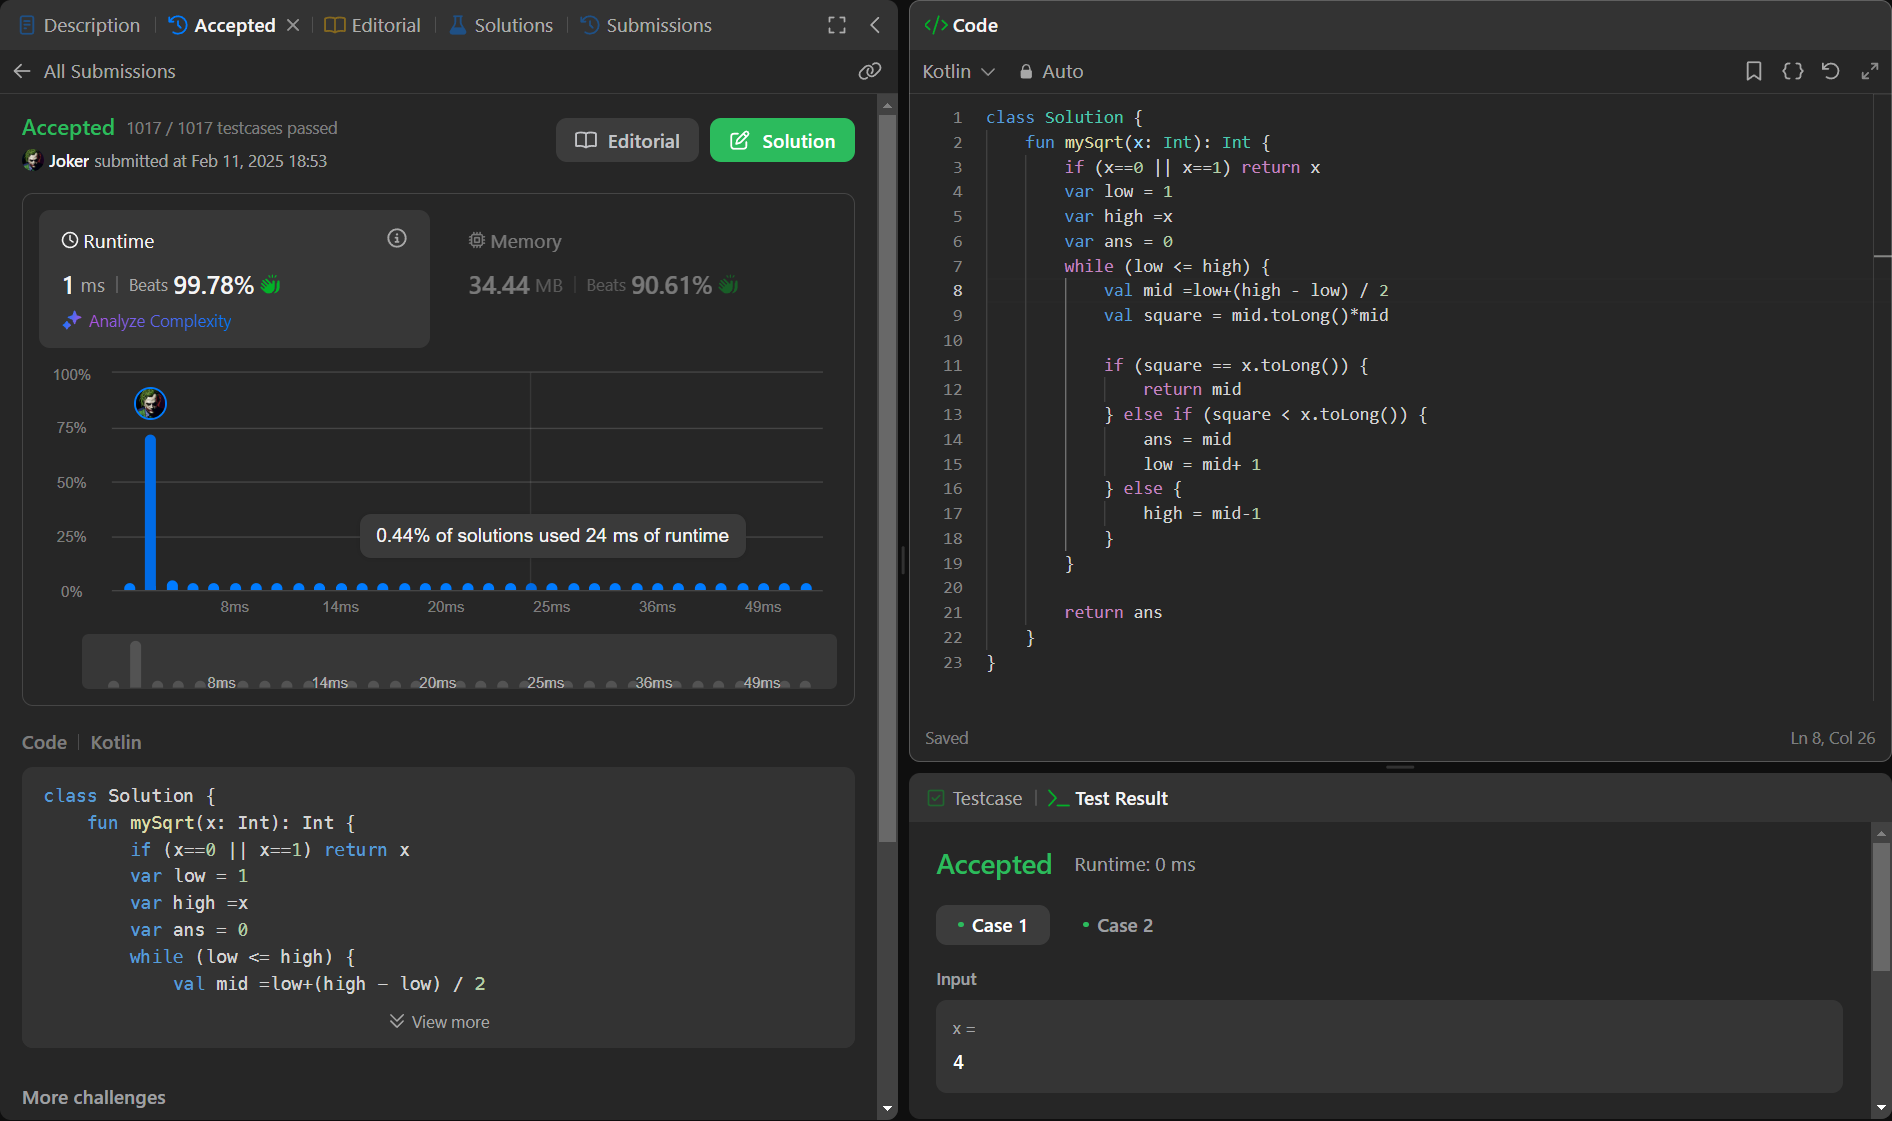 Description
Accepted
Editorial
Solutions
Submissions
All Submissions
Accepted 1017 / 1017 testcases passed
Joker submitted at Feb 11, 2025 18:53
Editorial
Solution
Runtime
1 ms | Beats 99.78%
Analyze Complexity
Memory
34.44 MB | Beats 90.61%
100%
75%
50%
25%
0%
0.44% of solutions used 24 ms of runtime
8ms 14ms 20ms 25ms 36ms 49ms
8ms 14ms 20ms 25ms 36ms 49ms
Code | Kotlin
class Solution {
    fun mySqrt(x: Int): Int {
        if (x==0 || x==1) return x
        var low = 1
        var high =x
        var ans = 0
        while (low <= high) {
            val mid =low+(high - low) / 2
View more
More challenges
</> Code
Kotlin
Auto
{}
1 class Solution {
2     fun mySqrt(x: Int): Int {
3         if (x==0 || x==1) return x
4         var low = 1
5         var high =x
6         var ans = 0
7         while (low <= high) {
8             val mid =low+(high - low) / 2
9             val square = mid.toLong()*mid
10
11             if (square == x.toLong()) {
12                 return mid
13             } else if (square < x.toLong()) {
14                 ans = mid
15                 low = mid+ 1
16             } else {
17                 high = mid-1
18             }
19         }
20
21         return ans
22     }
23 }
Saved
Ln 8, Col 26
Testcase
Test Result
Accepted Runtime: 0 ms
Case 1
Case 2
Input
x =
4